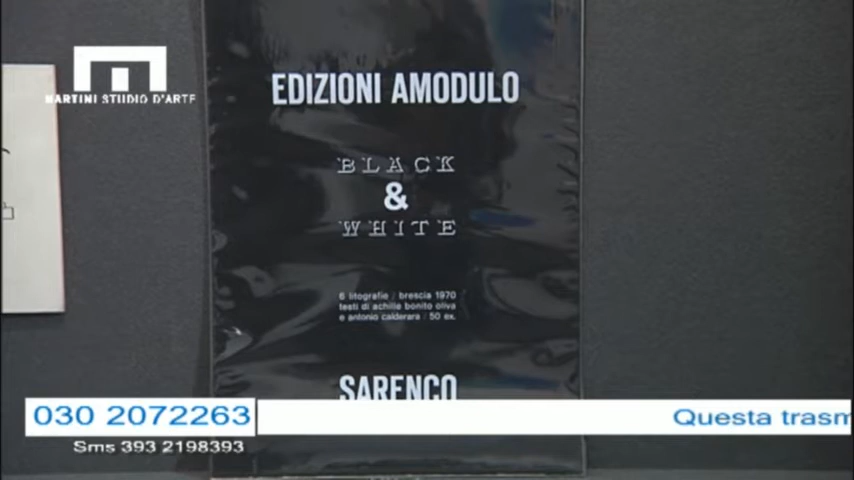 MARTINI STUDIO D'ARTE
EDIZIONI AMODULO
BLACK
&
WHITE
6 litografie / brescia 1970
testi di achille bonito oliva
e antonio calderara / 50 ex.
SARENCO
030 2072263
Questa trasm
Sms 393 2198393